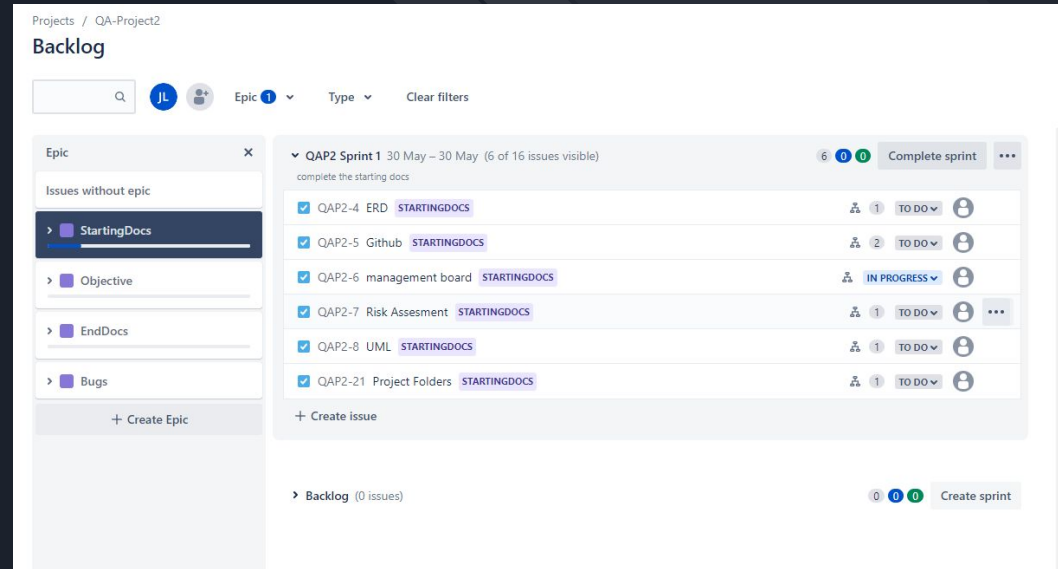 Projects / QA-Project2
Backlog
JL
Epic 1
Type
Clear filters
Epic
Issues without epic
StartingDocs
Objective
EndDocs
Bugs
+ Create Epic
QAP2 Sprint 1 30 May – 30 May (6 of 16 issues visible) 6 0 0 Complete sprint
complete the starting docs
QAP2-4 ERD STARTINGDOCS 1 TO DO
QAP2-5 Github STARTINGDOCS 2 TO DO
QAP2-6 management board STARTINGDOCS IN PROGRESS
QAP2-7 Risk Assesment STARTINGDOCS 1 TO DO
QAP2-8 UML STARTINGDOCS 1 TO DO
QAP2-21 Project Folders STARTINGDOCS 1 TO DO
+ Create issue
Backlog (0 issues) 0 0 0 Create sprint